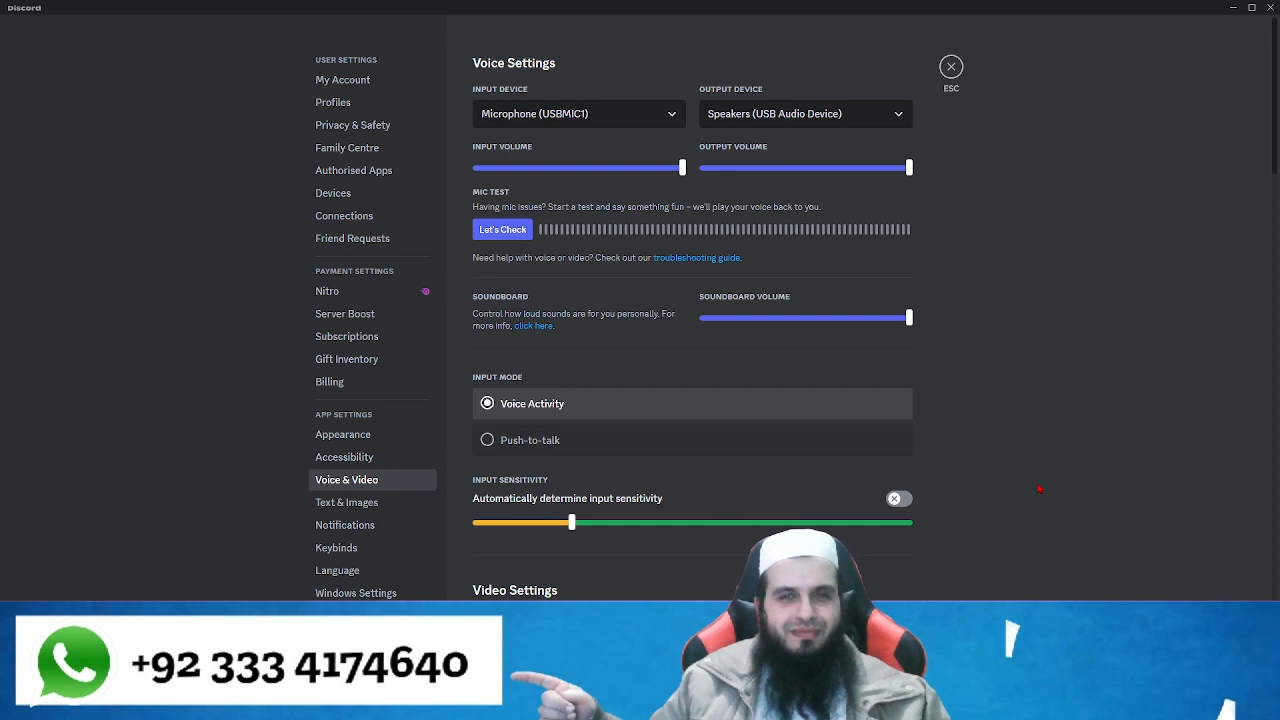 Discord
USER SETTINGS
My Account
Profiles
Privacy & Safety
Family Centre
Authorised Apps
Devices
Connections
Friend Requests
PAYMENT SETTINGS
Nitro
Server Boost
Subscriptions
Gift Inventory
Billing
APP SETTINGS
Appearance
Accessibility
Voice & Video
Text & Images
Notifications
Keybinds
Language
Windows Settings
Voice Settings
ESC
INPUT DEVICE
OUTPUT DEVICE
Microphone (USBMIC1)
Speakers (USB Audio Device)
INPUT VOLUME
OUTPUT VOLUME
MIC TEST
Having mic issues? Start a test and say something fun – we'll play your voice back to you.
Let's Check
Need help with voice or video? Check out our troubleshooting guide.
SOUNDBOARD
SOUNDBOARD VOLUME
Control how loud sounds are for you personally. For
more info, click here.
INPUT MODE
Voice Activity
Push-to-talk
INPUT SENSITIVITY
Automatically determine input sensitivity
Video Settings
+92 333 4174640